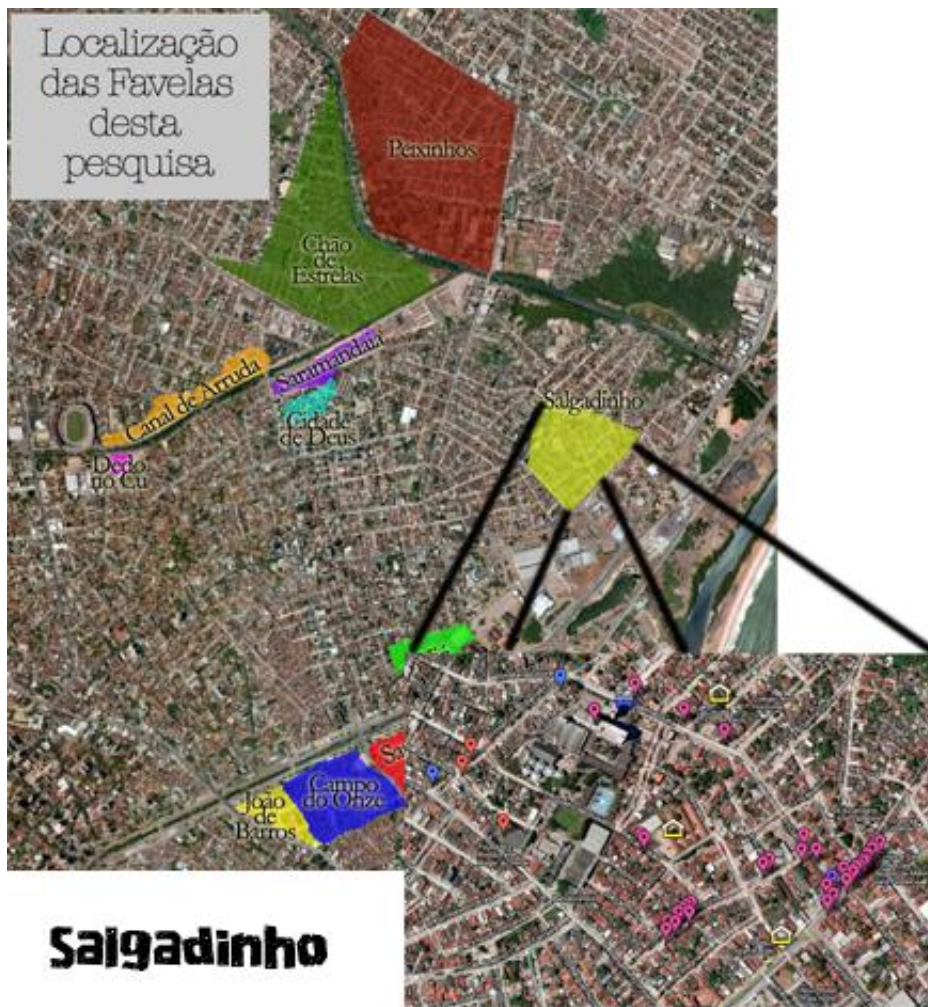 Localização
das Favelas
desta
pesquisa
Peixinhos
Chão
de
Estrelas
Canal de Arruda
Saramandaia
Cidade
de Deus
Dedo
no Cu
Salgadinho
Campo
do Onze
João
de
Barros
Salgadinho